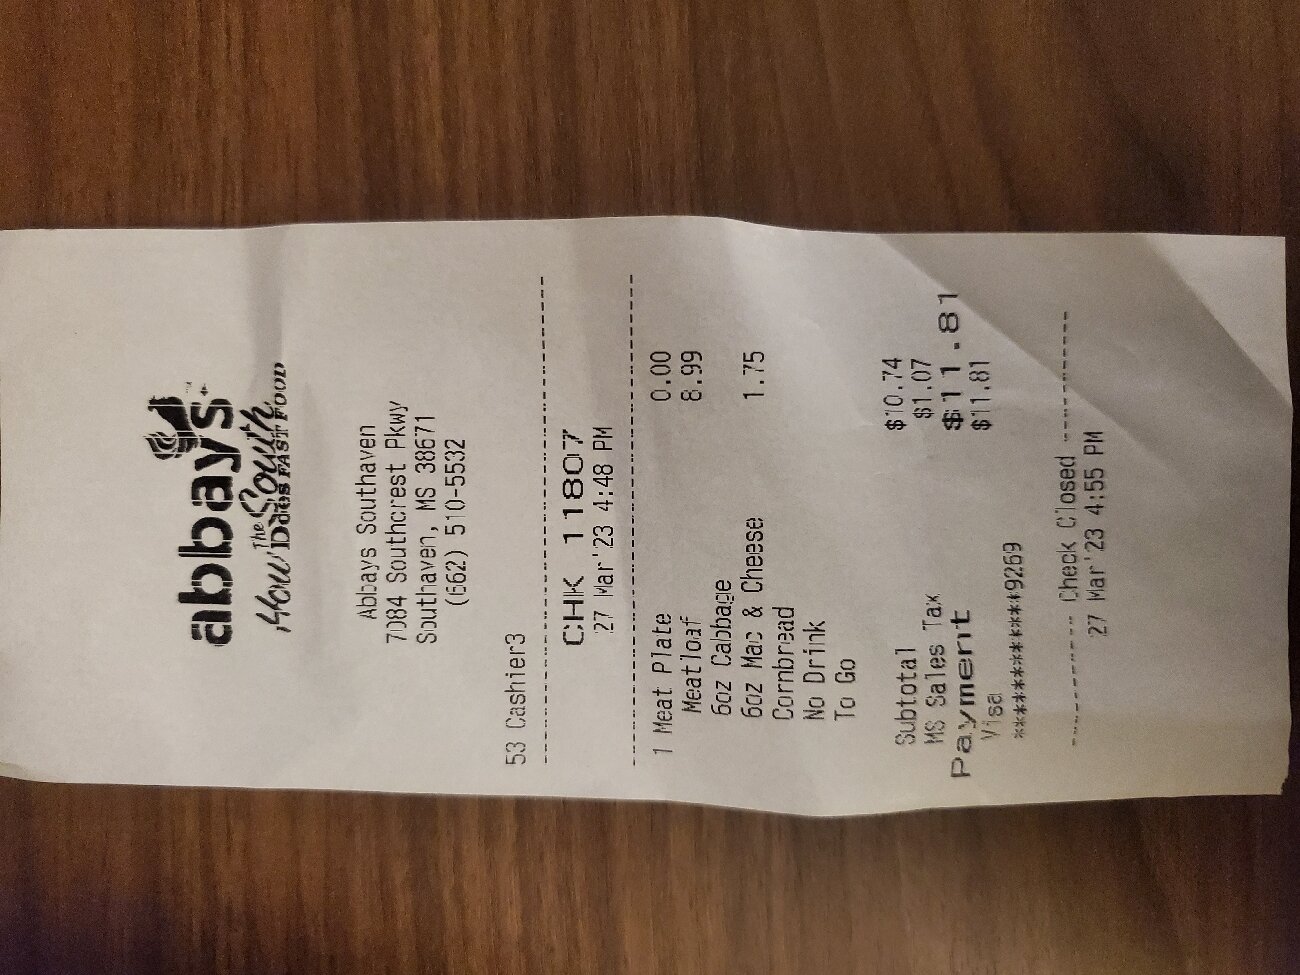 abbays
How The South Does FAST FOOD
Abbays Southaven
7084 Southcrest Pkwy
Southaven, MS 38671
(662) 510-5532
53 Cashier3
CHK 11807
27 Mar'23 4:48 PM
1 Meat Plate 0.00
Meatloaf 8.99
6oz Cabbage
6oz Mac & Cheese 1.75
Cornbread
No Drink
To Go
Subtotal $10.74
MS Sales Tax $1.07
Payment $11.81
Visa $11.81
************9269
Check Closed
27 Mar'23 4:55 PM